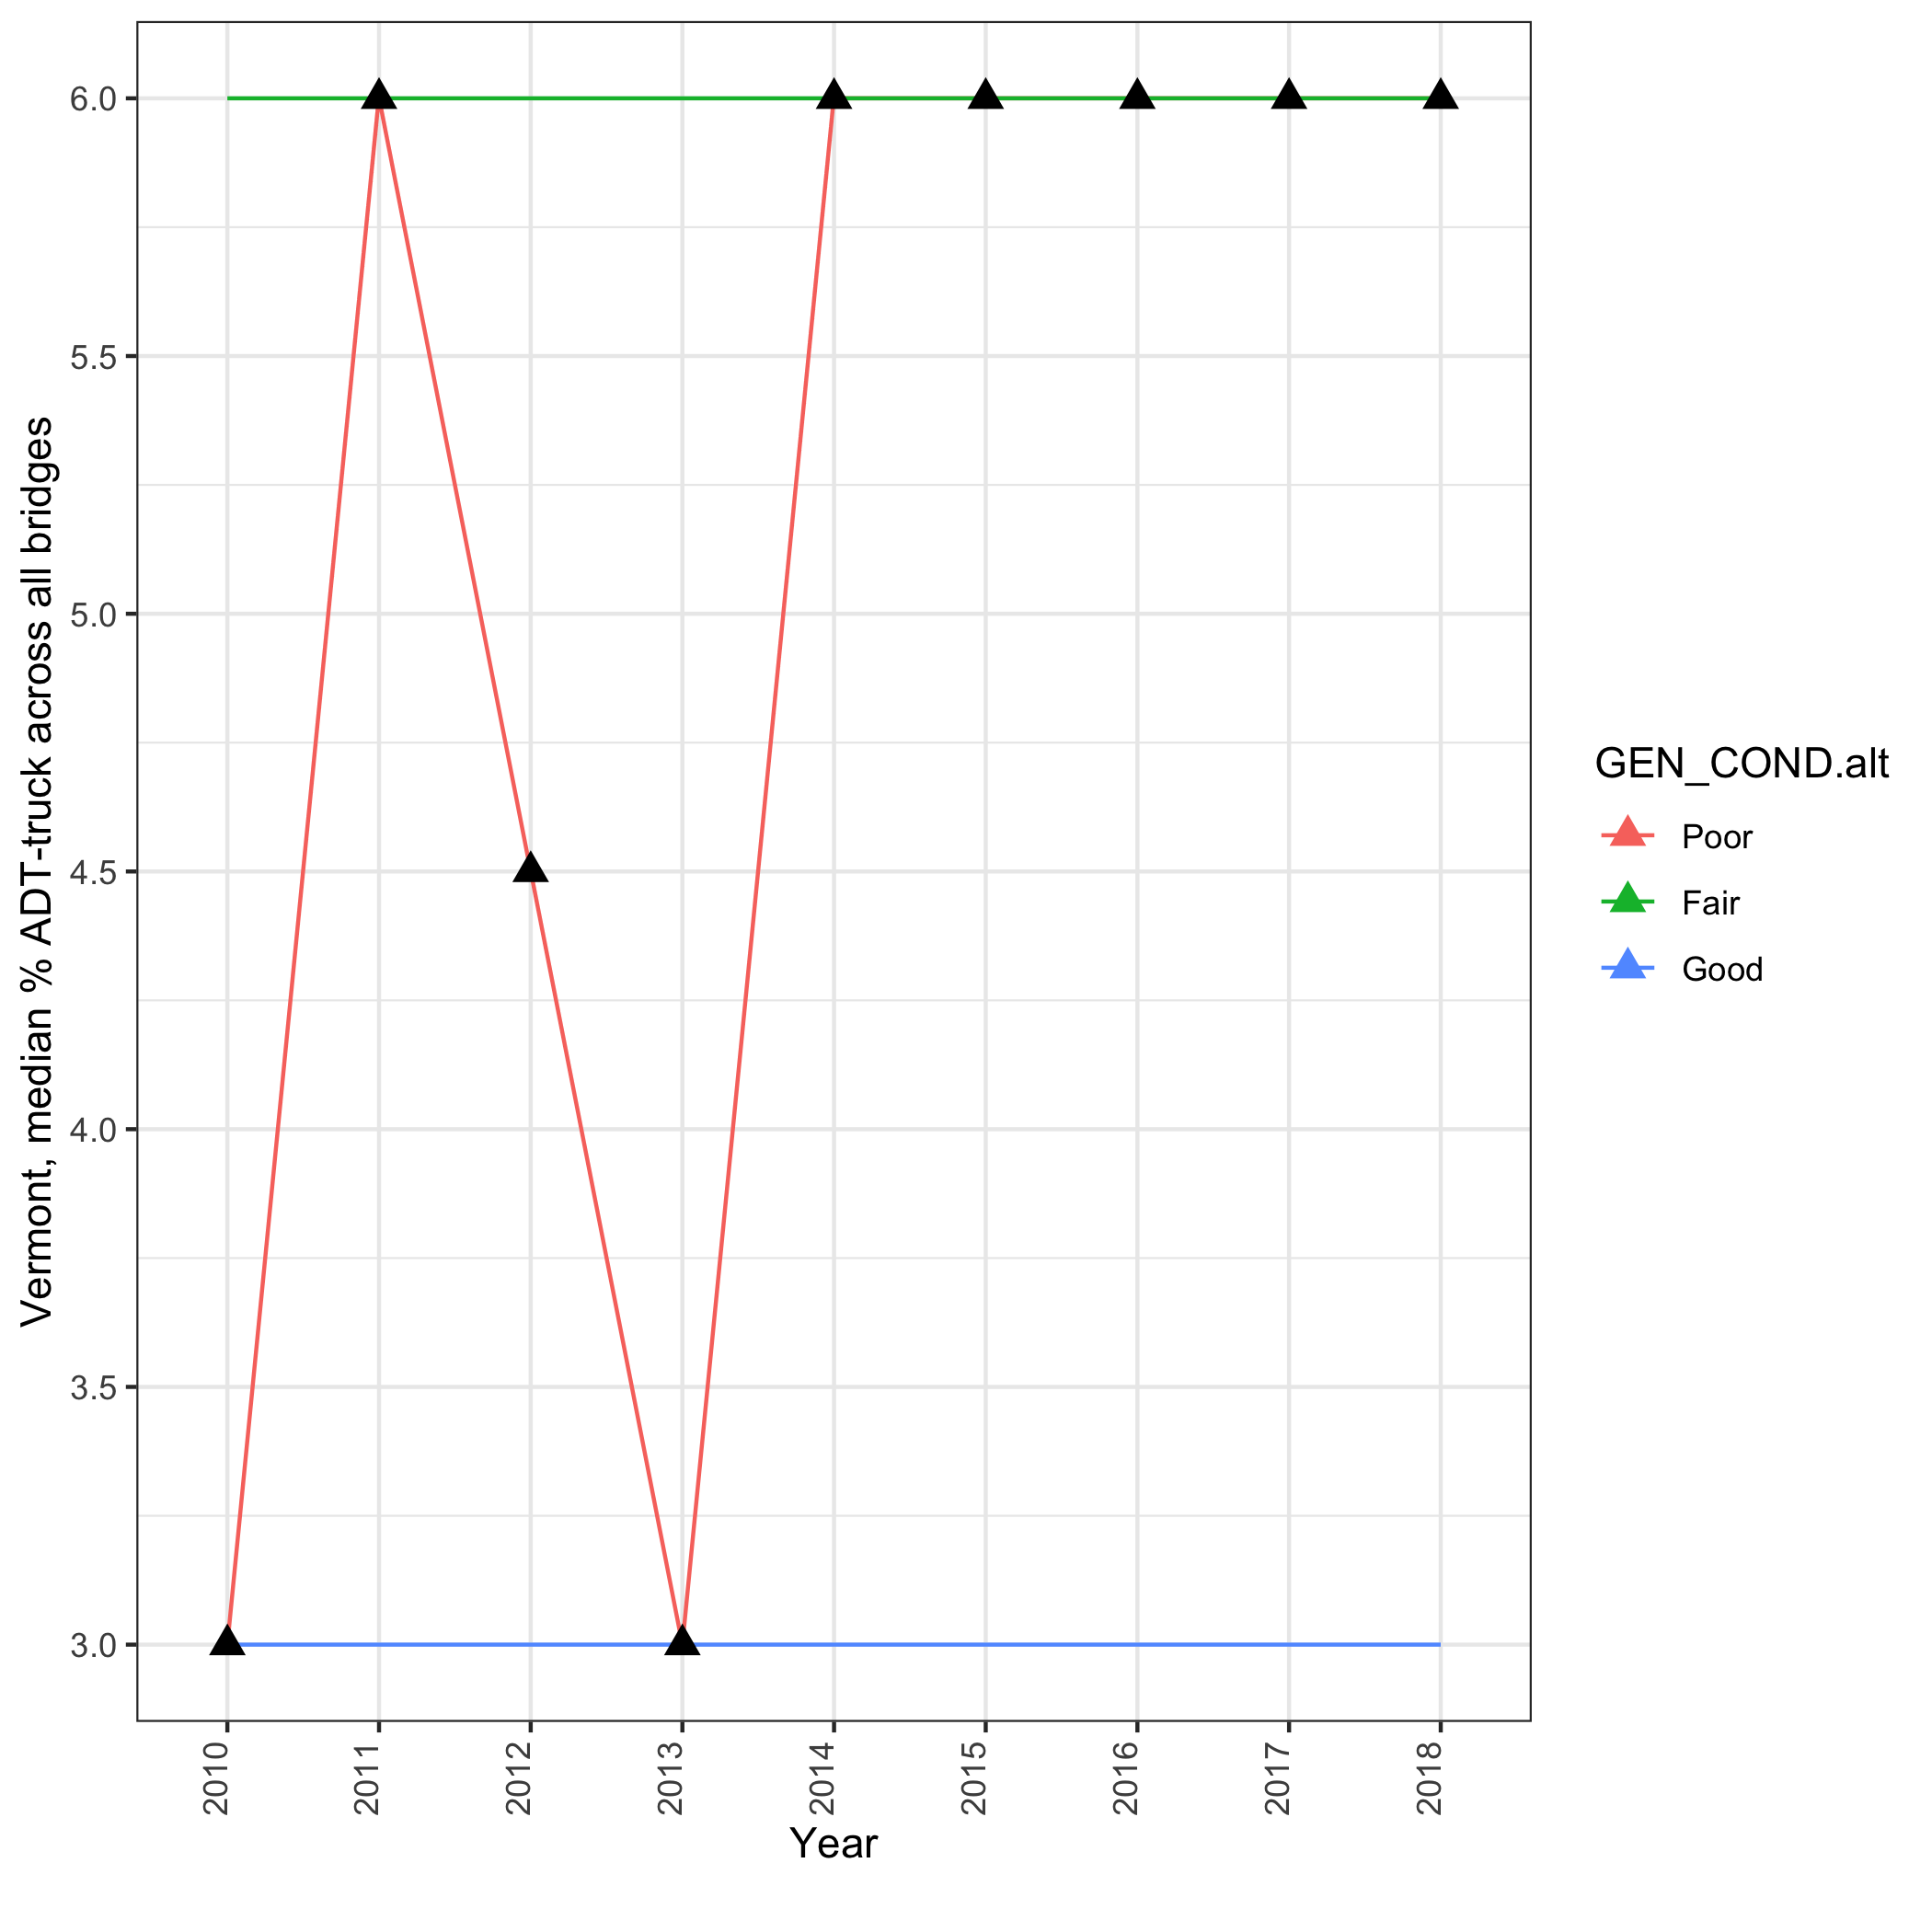 Vermont, median % ADT-truck across all bridges
6.0
5.5
5.0
4.5
4.0
3.5
3.0
2010
2011
2012
2013
2014
2015
2016
2017
2018
Year
GEN_COND.alt
Poor
Fair
Good